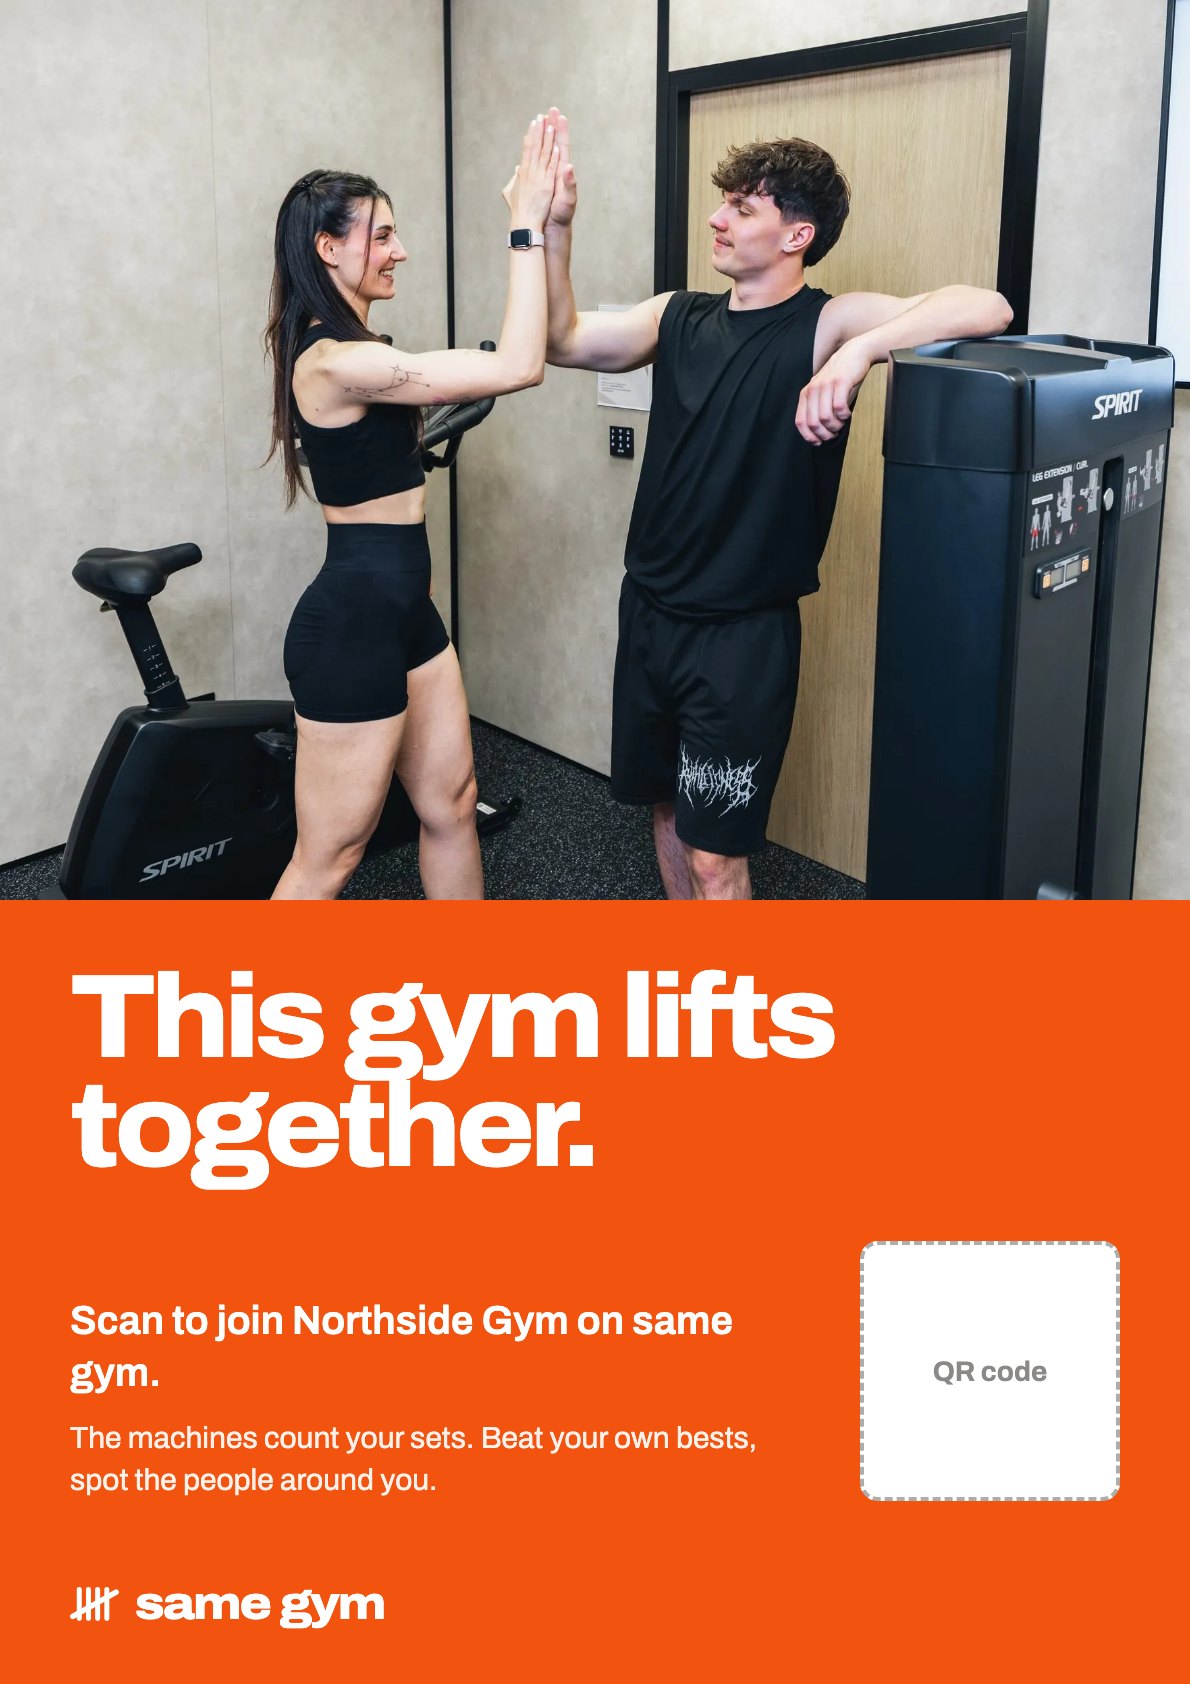 SPIRIT
LEG EXTENSION / CURL
SPIRIT
This gym lifts
together.
Scan to join Northside Gym on same
gym.
QR code
The machines count your sets. Beat your own bests,
spot the people around you.
same gym